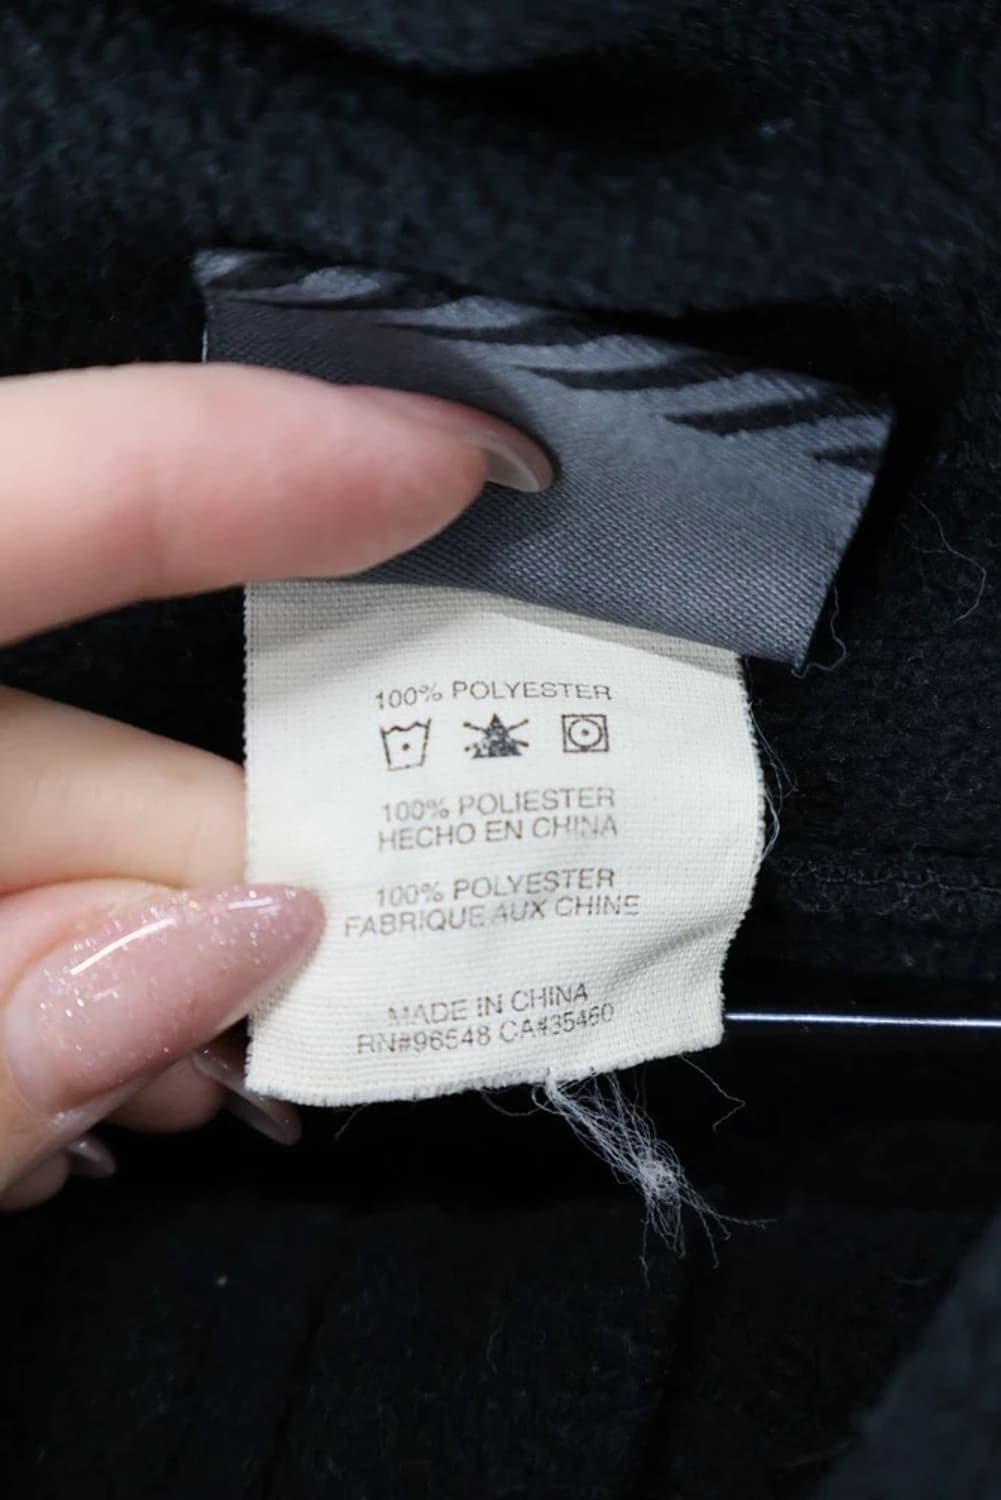 100% POLYESTER
100% POLIESTER
HECHO EN CHINA
100% POLYESTER
FABRIQUE AUX CHINE
MADE IN CHINA
RN#96548 CA#35460